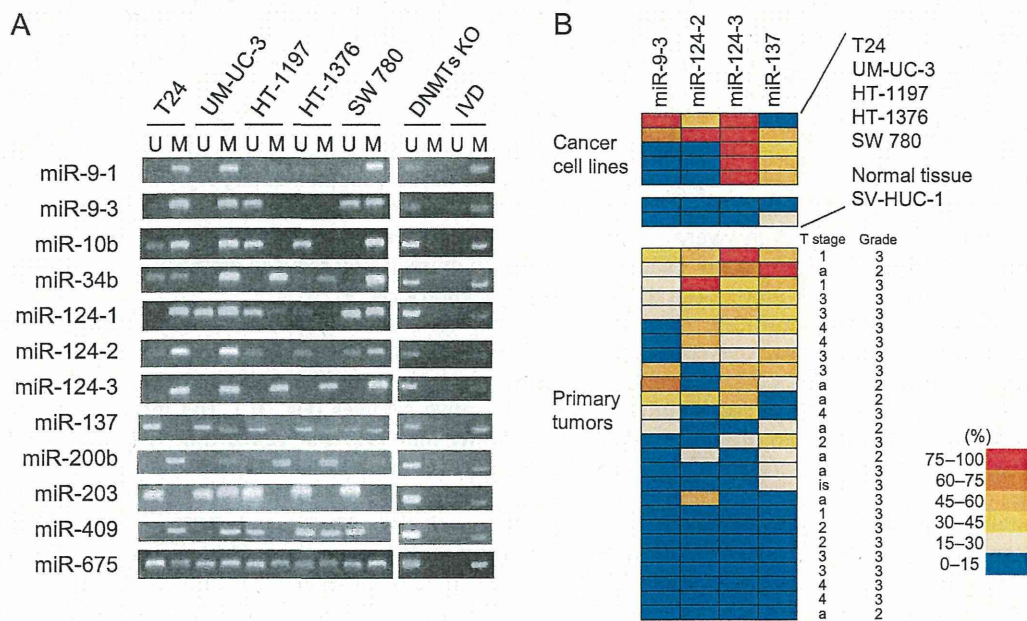 A
T24
UM-UC-3
HT-1197
HT-1376
SW 780
DNMTs KO
IVD
U M U M U M U M U M U M U M
miR-9-1
miR-9-3
miR-10b
miR-34b
miR-124-1
miR-124-2
miR-124-3
miR-137
miR-200b
miR-203
miR-409
miR-675
B
miR-9-3
miR-124-2
miR-124-3
miR-137
T24
UM-UC-3
HT-1197
HT-1376
SW 780
Cancer
cell lines
Normal tissue
SV-HUC-1
T stage Grade
1 3
a 2
1 3
3 3
3 3
4 3
4 3
3 3
3 3
a 2
a 2
4 3
a 2
2 3
a 2
a 3
is 3
a 3
1 3
2 3
2 3
3 3
3 3
4 3
4 3
a 2
Primary
tumors
(%)
75–100
60–75
45–60
30–45
15–30
0–15